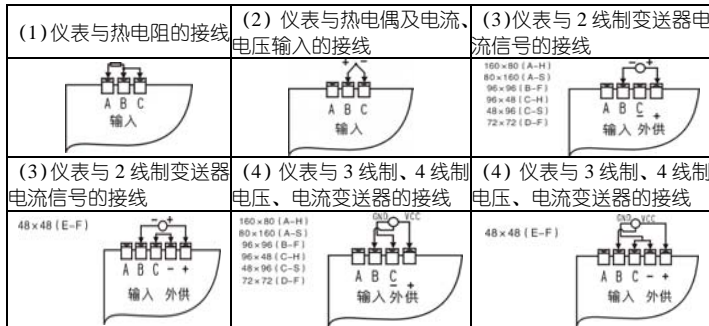 (1)仪表与热电阻的接线
(2) 仪表与热电偶及电流、
电压输入的接线
(3)仪表与 2 线制变送器电
流信号的接线
A B C
输入
+ -
A B C
输入
160×80 (A-H)
80×160 (A-S)
96×96 (B-F)
96×48 (C-H)
48×96 (C-S)
72×72 (D-F)
- +
A B C
- +
输入 外供
(3)仪表与 2 线制变送器
电流信号的接线
(4) 仪表与 3 线制、4 线制
电压、电流变送器的接线
(4) 仪表与 3 线制、4 线制
电压、电流变送器的接线
48×48 (E-F)
- +
A B C - +
输入 外供
160×80 (A-H)
80×160 (A-S)
96×96 (B-F)
96×48 (C-H)
48×96 (C-S)
72×72 (D-F)
GND VCC
A B C
- +
输入 外供
48×48 (E-F)
GND VCC
A B C - +
输入 外供